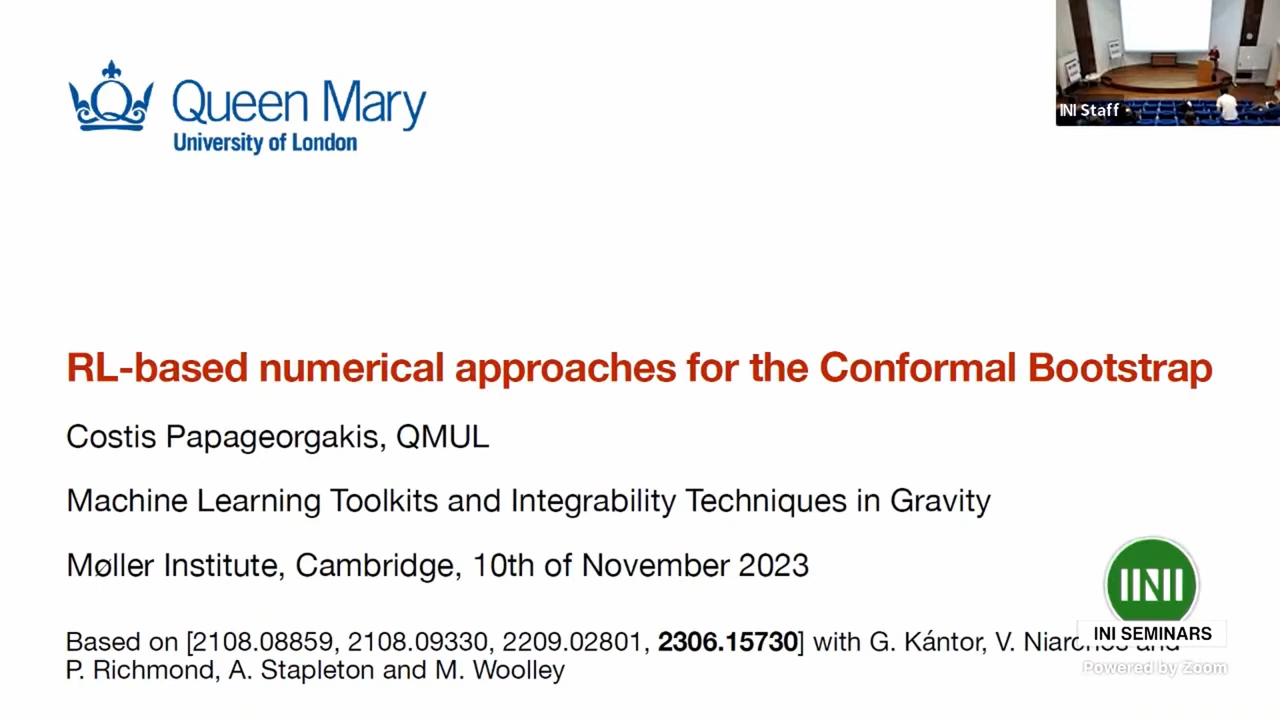 INI Staff
Queen Mary
University of London
RL-based numerical approaches for the Conformal Bootstrap
Costis Papageorgakis, QMUL
Machine Learning Toolkits and Integrability Techniques in Gravity
Møller Institute, Cambridge, 10th of November 2023
Based on [2108.08859, 2108.09330, 2209.02801, 2306.15730] with G. Kántor, V. Niarchos and
P. Richmond, A. Stapleton and M. Woolley
INI
INI SEMINARS
Powered by Zoom